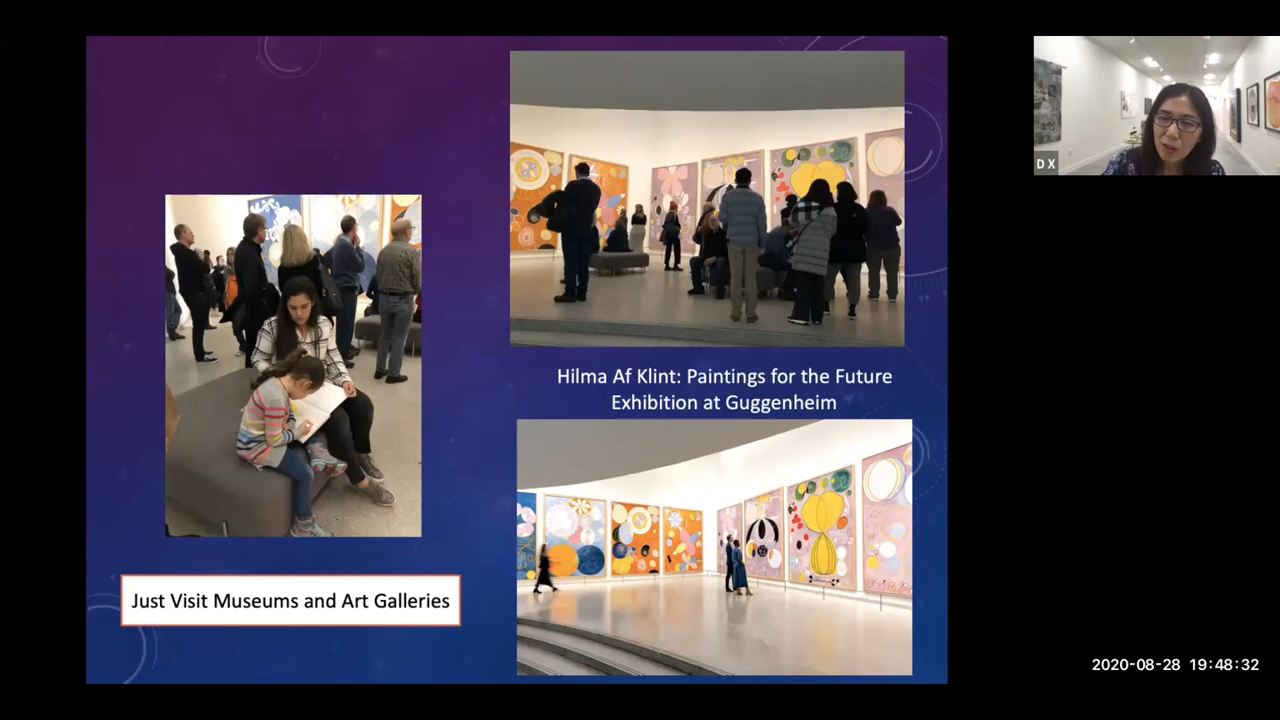 Hilma Af Klint: Paintings for the Future
Exhibition at Guggenheim
Just Visit Museums and Art Galleries
D X
2020-08-28 19:48:32